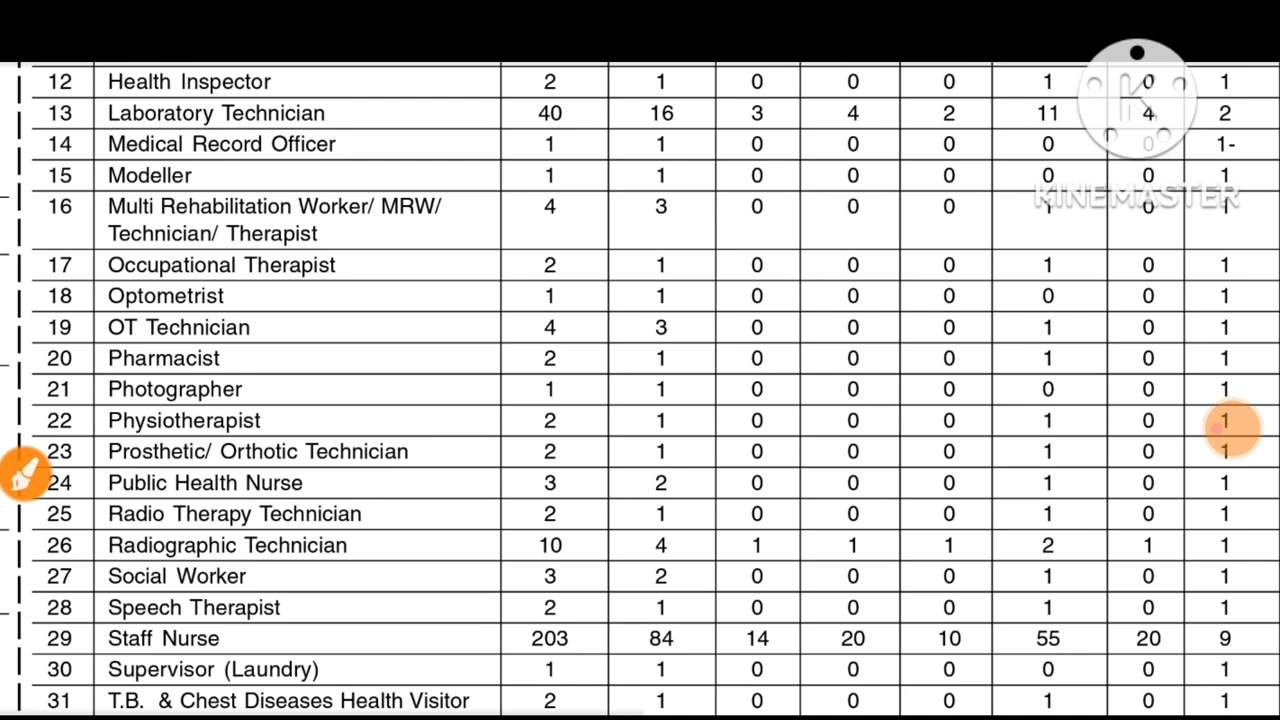 12 Health Inspector 2 1 0 0 0 1 0 1
13 Laboratory Technician 40 16 3 4 2 11 4 2
14 Medical Record Officer 1 1 0 0 0 0 0 1-
15 Modeller 1 1 0 0 0 0 0 1
16 Multi Rehabilitation Worker/ MRW/ 4 3 0 0 0 1 0 1
Technician/ Therapist
17 Occupational Therapist 2 1 0 0 0 1 0 1
18 Optometrist 1 1 0 0 0 0 0 1
19 OT Technician 4 3 0 0 0 1 0 1
20 Pharmacist 2 1 0 0 0 1 0 1
21 Photographer 1 1 0 0 0 0 0 1
22 Physiotherapist 2 1 0 0 0 1 0 1
23 Prosthetic/ Orthotic Technician 2 1 0 0 0 1 0 1
24 Public Health Nurse 3 2 0 0 0 1 0 1
25 Radio Therapy Technician 2 1 0 0 0 1 0 1
26 Radiographic Technician 10 4 1 1 1 2 1 1
27 Social Worker 3 2 0 0 0 1 0 1
28 Speech Therapist 2 1 0 0 0 1 0 1
29 Staff Nurse 203 84 14 20 10 55 20 9
30 Supervisor (Laundry) 1 1 0 0 0 0 0 1
31 T.B. & Chest Diseases Health Visitor 2 1 0 0 0 1 0 1
K
KINEMASTER